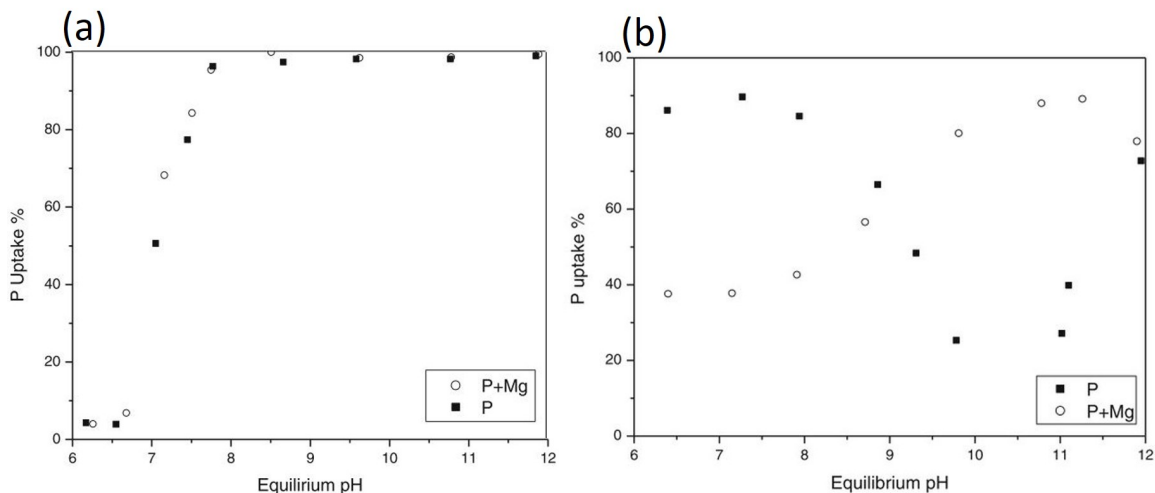 (a)
100
80
60
40
20
0
P Uptake %
6 7 8 9 10 11 12
Equilirium pH
P+Mg
P
(b)
100
80
60
40
20
0
P uptake %
6 7 8 9 10 11 12
Equilibrium pH
P
P+Mg